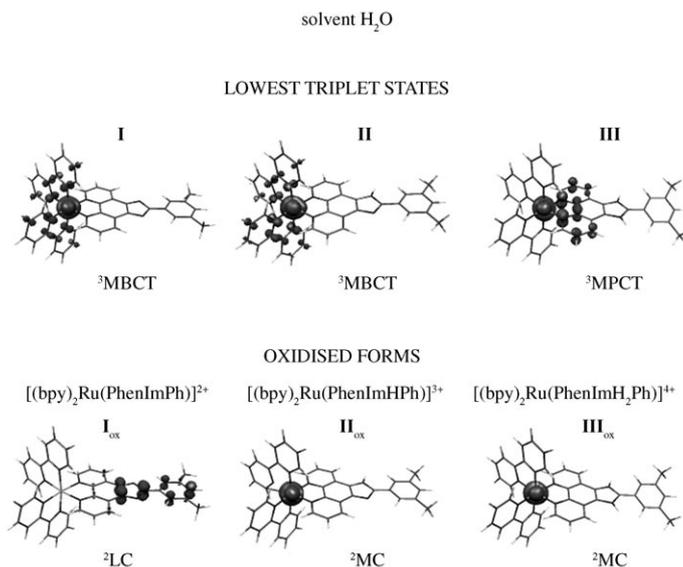 solvent H₂O
LOWEST TRIPLET STATES
I II III
³MBCT ³MBCT ³MPCT
OXIDISED FORMS
[(bpy)₂Ru(PhenImPh)]²⁺ [(bpy)₂Ru(PhenImHPh)]³⁺ [(bpy)₂Ru(PhenImH₂Ph)]⁴⁺
Iₒₓ IIₒₓ IIIₒₓ
²LC ²MC ²MC